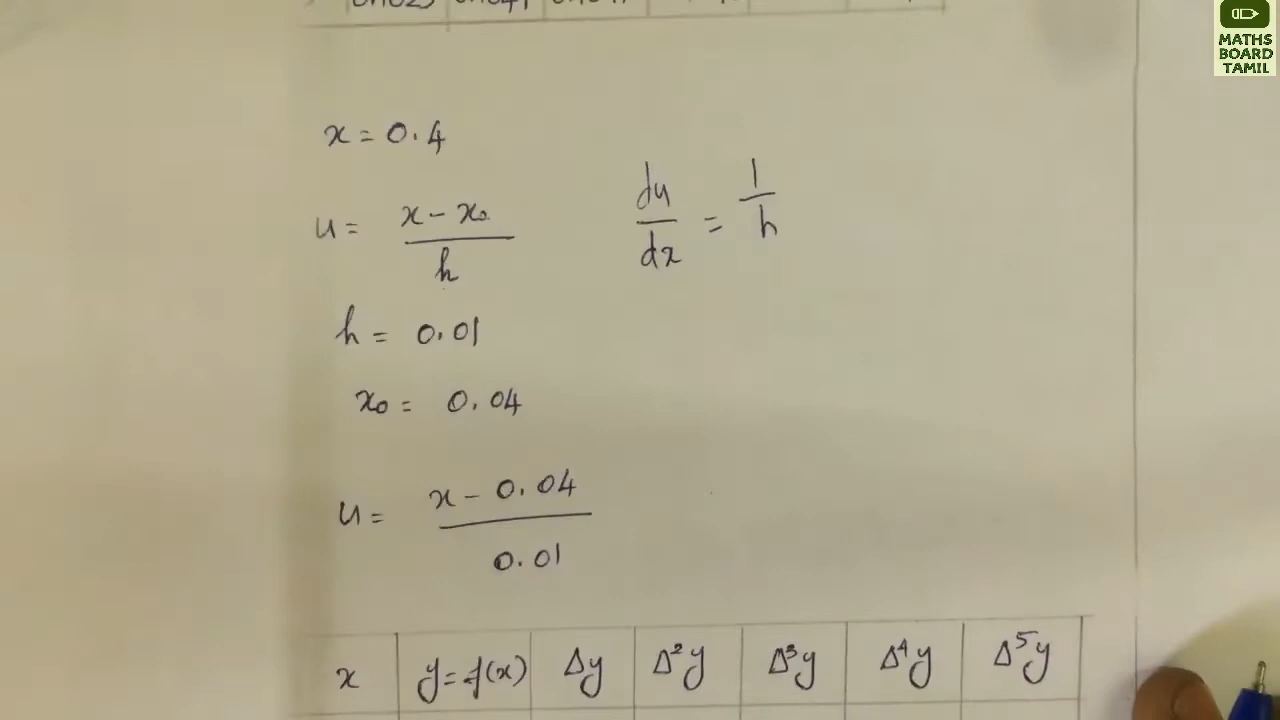 MATHS
BOARD
TAMIL
x = 0.4
u = (x - x₀)/h
du/dx = 1/h
h = 0.01
x₀ = 0.04
u = (x - 0.04)/0.01
x y = f(x) Δy Δ²y Δ³y Δ⁴y Δ⁵y